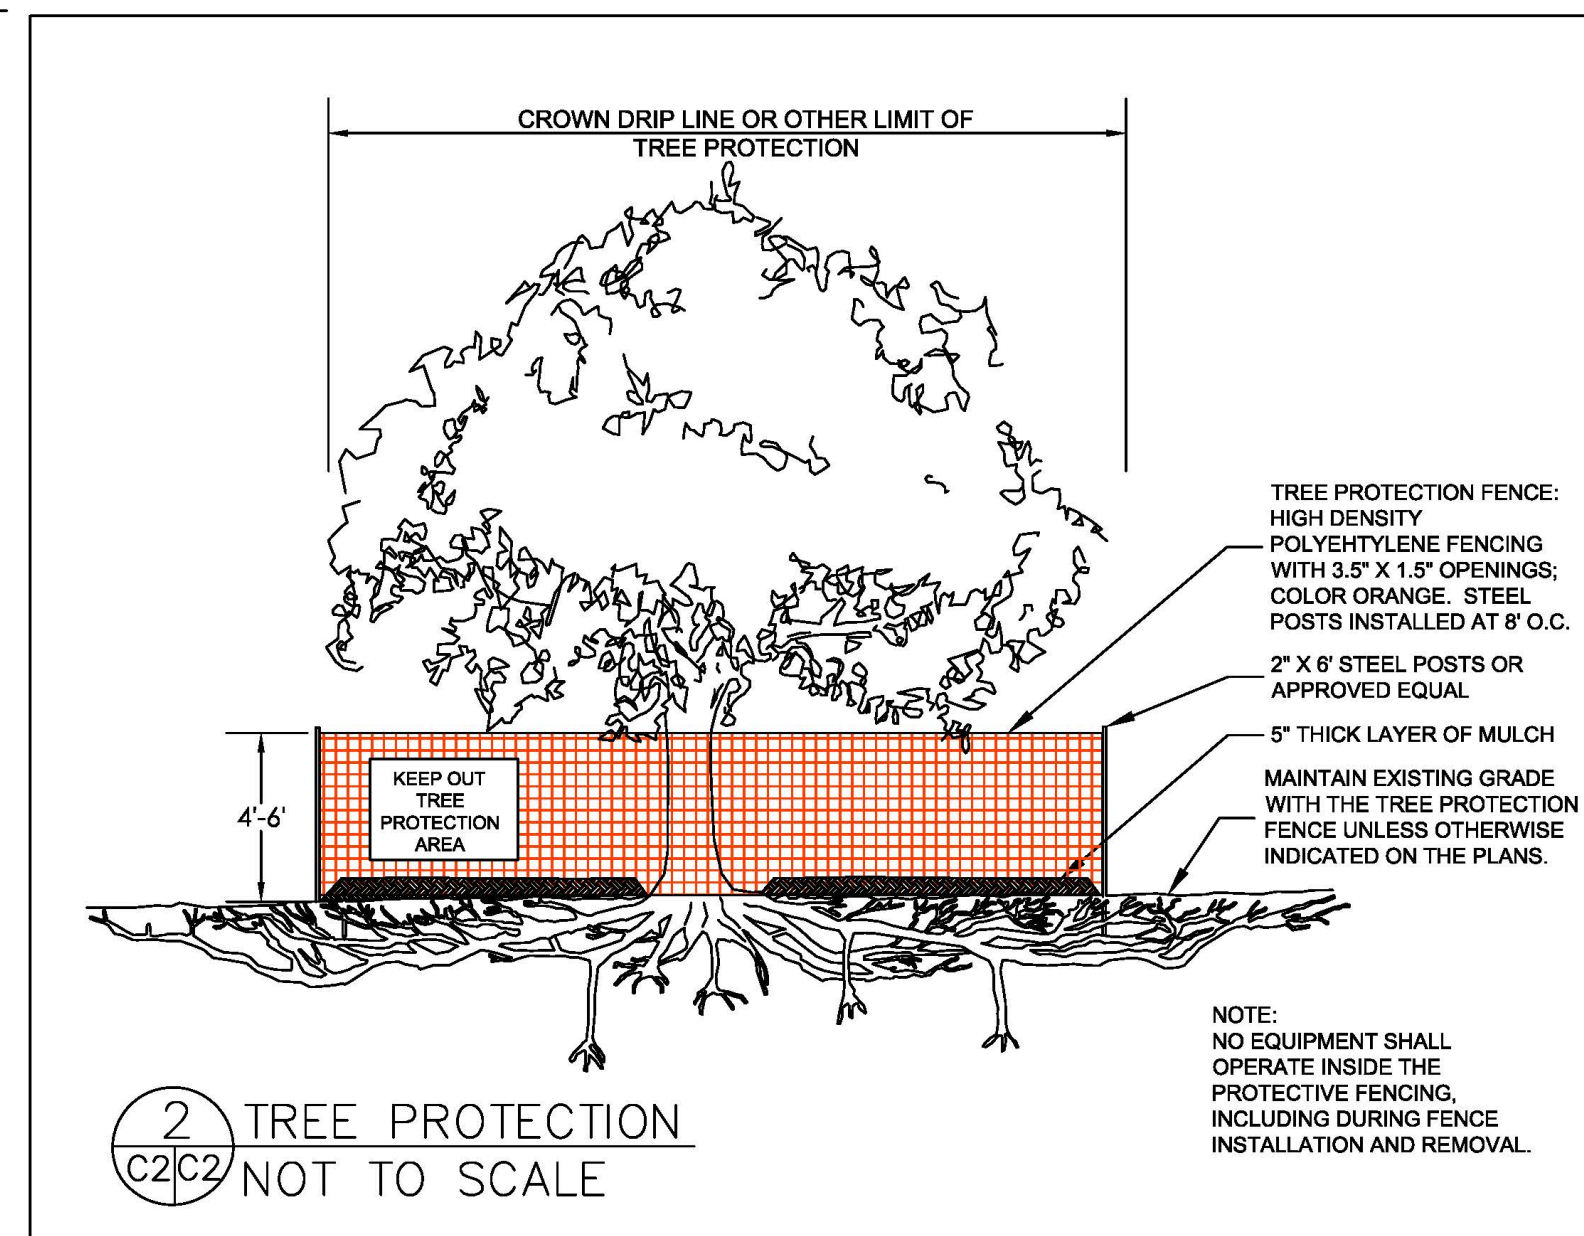 CROWN DRIP LINE OR OTHER LIMIT OF
TREE PROTECTION
TREE PROTECTION FENCE:
HIGH DENSITY
POLYEHTYLENE FENCING
WITH 3.5" X 1.5" OPENINGS;
COLOR ORANGE. STEEL
POSTS INSTALLED AT 8' O.C.
2" X 6' STEEL POSTS OR
APPROVED EQUAL
5" THICK LAYER OF MULCH
MAINTAIN EXISTING GRADE
WITH THE TREE PROTECTION
FENCE UNLESS OTHERWISE
INDICATED ON THE PLANS.
4'-6'
KEEP OUT
TREE
PROTECTION
AREA
NOTE:
NO EQUIPMENT SHALL
OPERATE INSIDE THE
PROTECTIVE FENCING,
INCLUDING DURING FENCE
INSTALLATION AND REMOVAL.
2 TREE PROTECTION
C2 C2 NOT TO SCALE